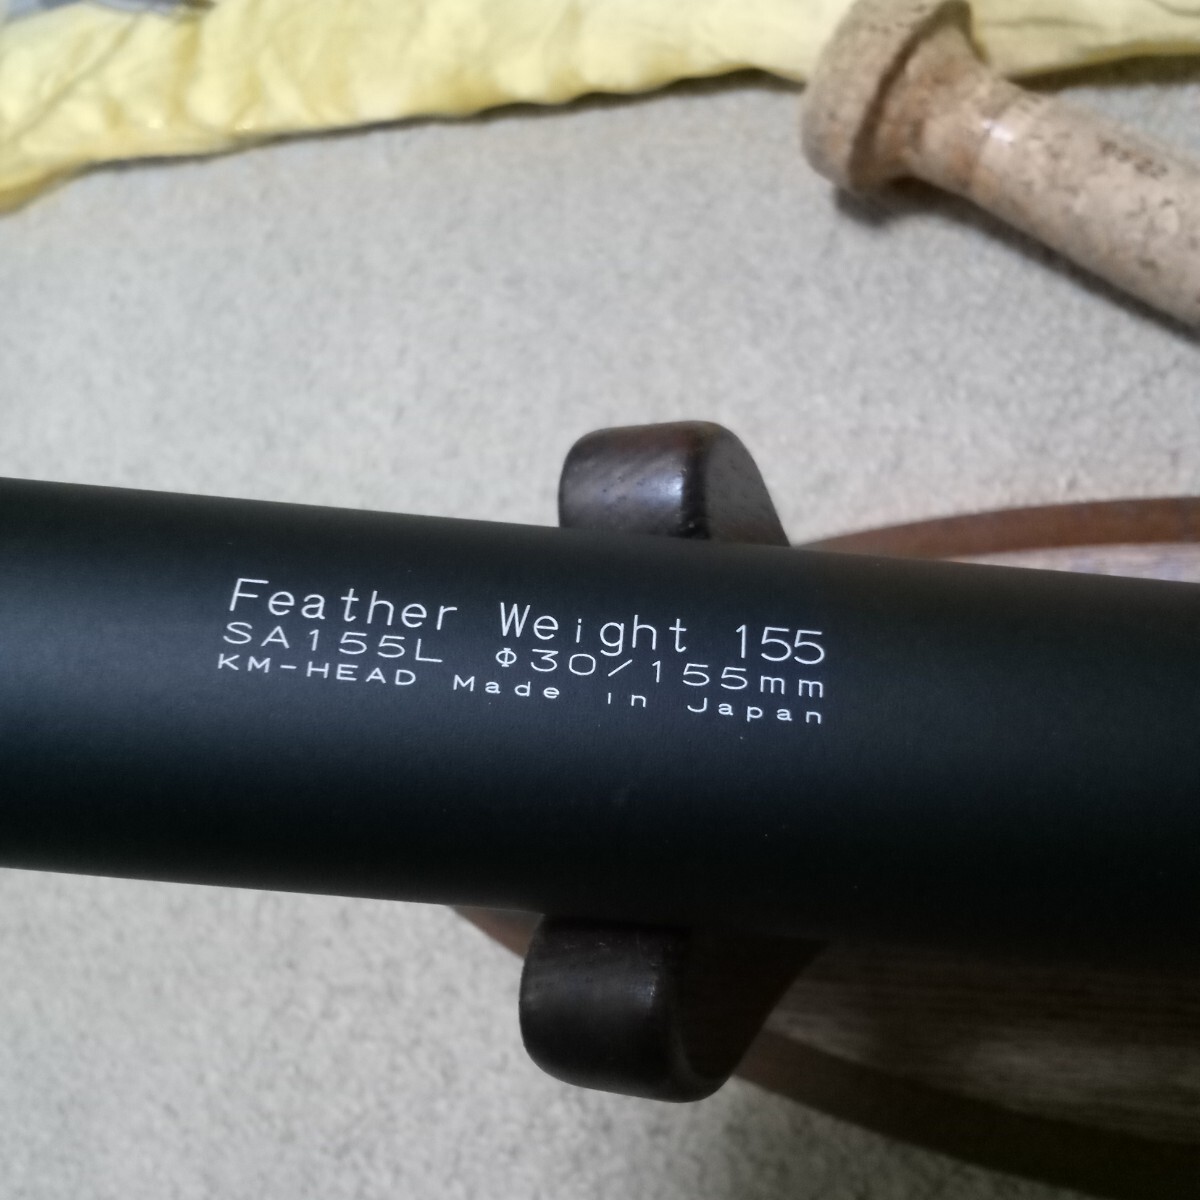 Feather Weight 155
SA155L Φ30/155mm
KM-HEAD Made in Japan